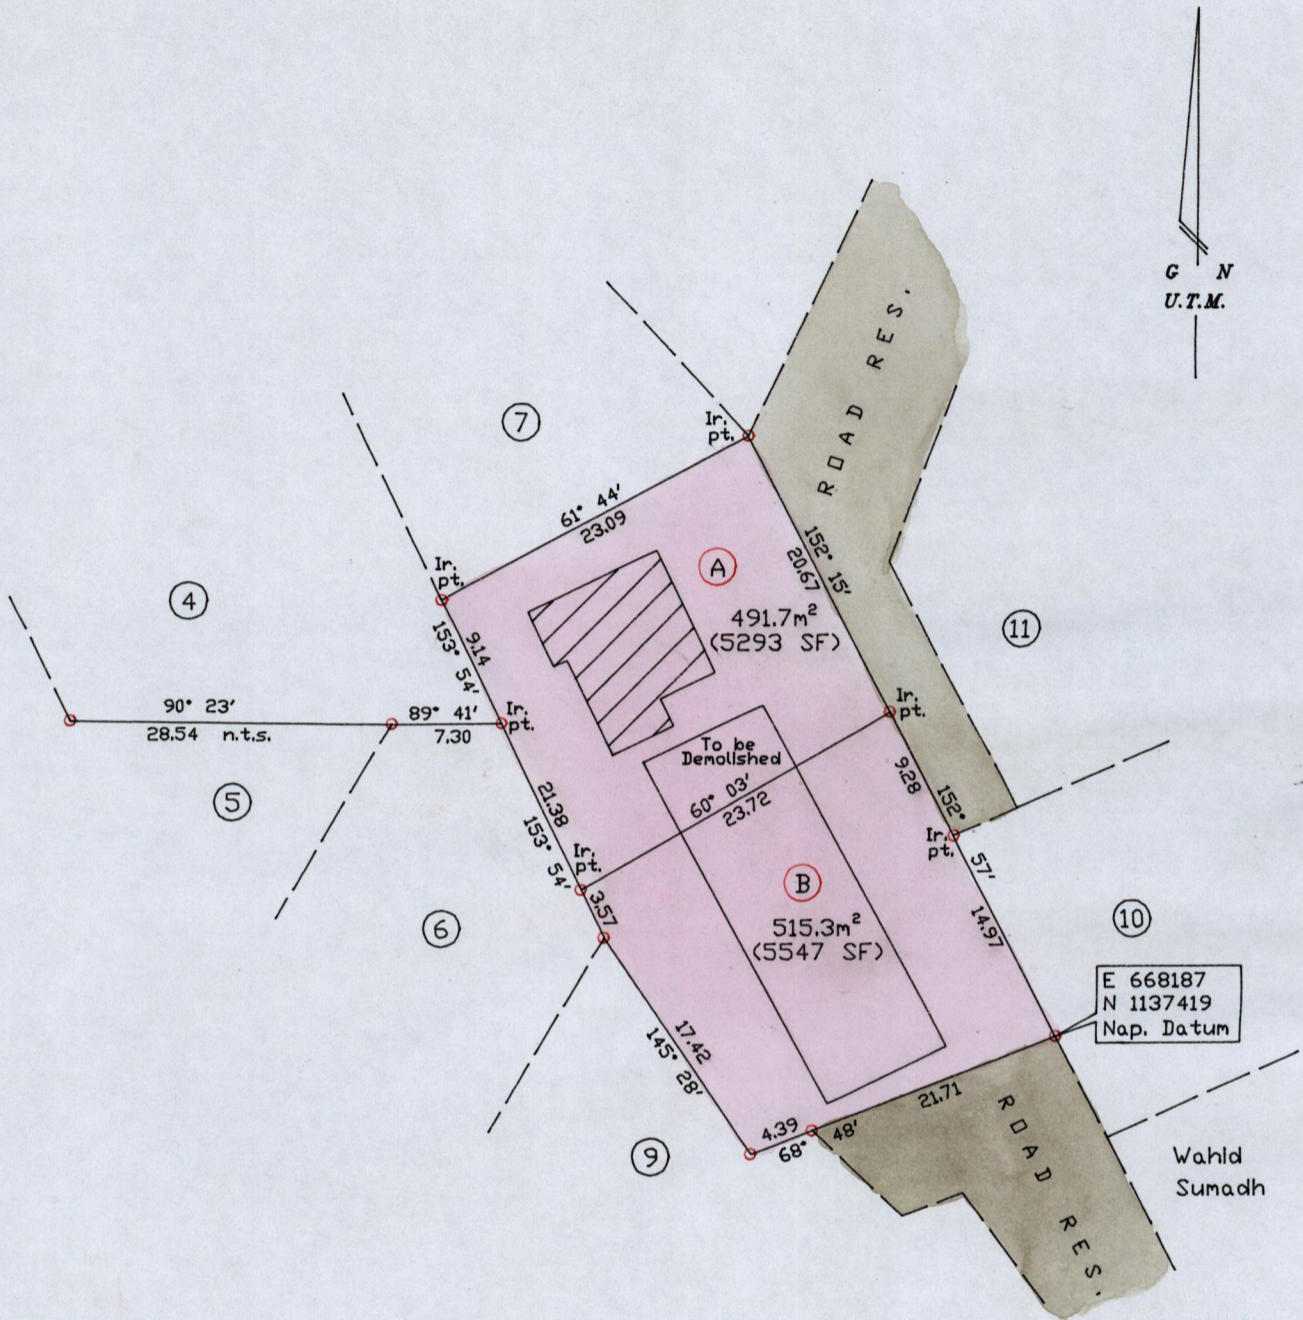 G N
U.T.M.
ROAD RES.
7
Ir.
pt.
61° 44'
23.09
152° 15'
20.67
Ir.
pt.
A
4
491.7m²
(5293 SF)
11
9.14
153° 54'
90° 23'
28.54 n.t.s.
89° 41'
7.30
Ir.
pt.
Ir.
pt.
To be
Demolished
60° 03'
23.72
5
21.38
153° 54'
9.28
152°
57'
Ir.
pt.
Ir.
pt.
3.57
B
515.3m²
(5547 SF)
6
14.97
10
E 668187
N 1137419
Nap. Datum
17.42
145° 28'
21.71
4.39
68° 48'
9
ROAD RES.
Wahid
Sumadh